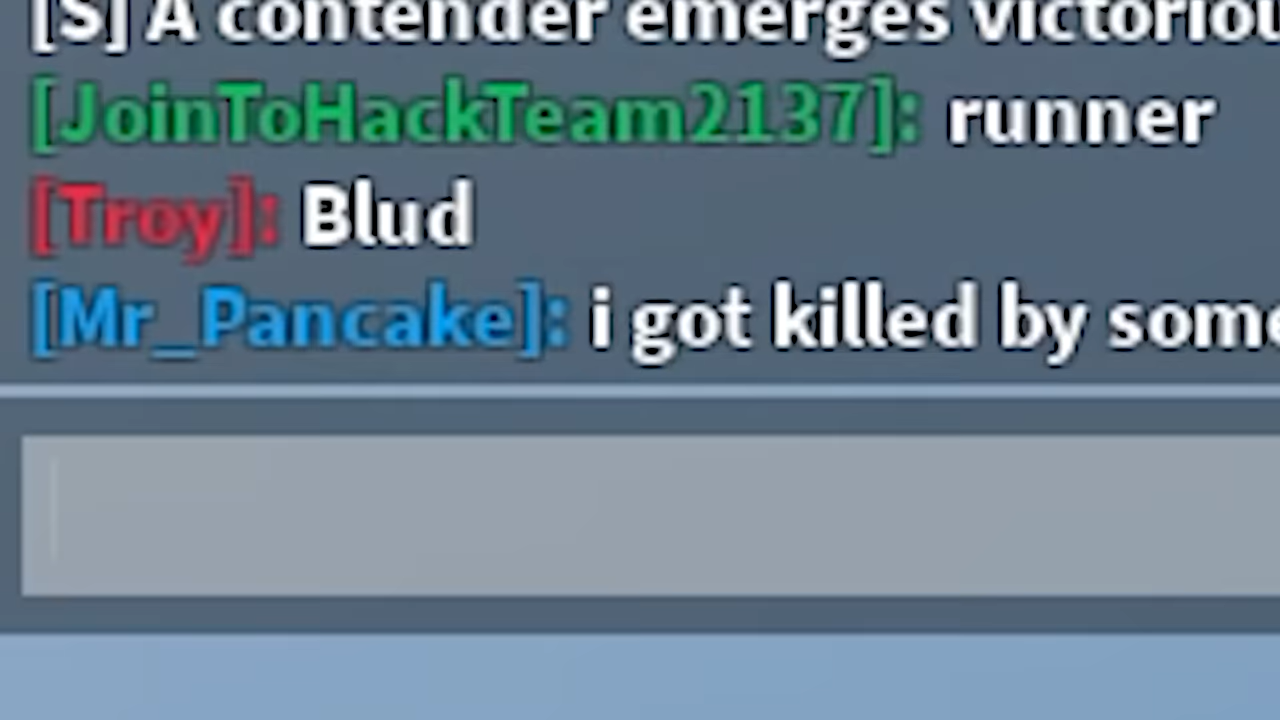 [S] A contender emerges
[JoinToHackTeam2137]: runner
[Troy]: Blud
[Mr_Pancake]: i got killed by